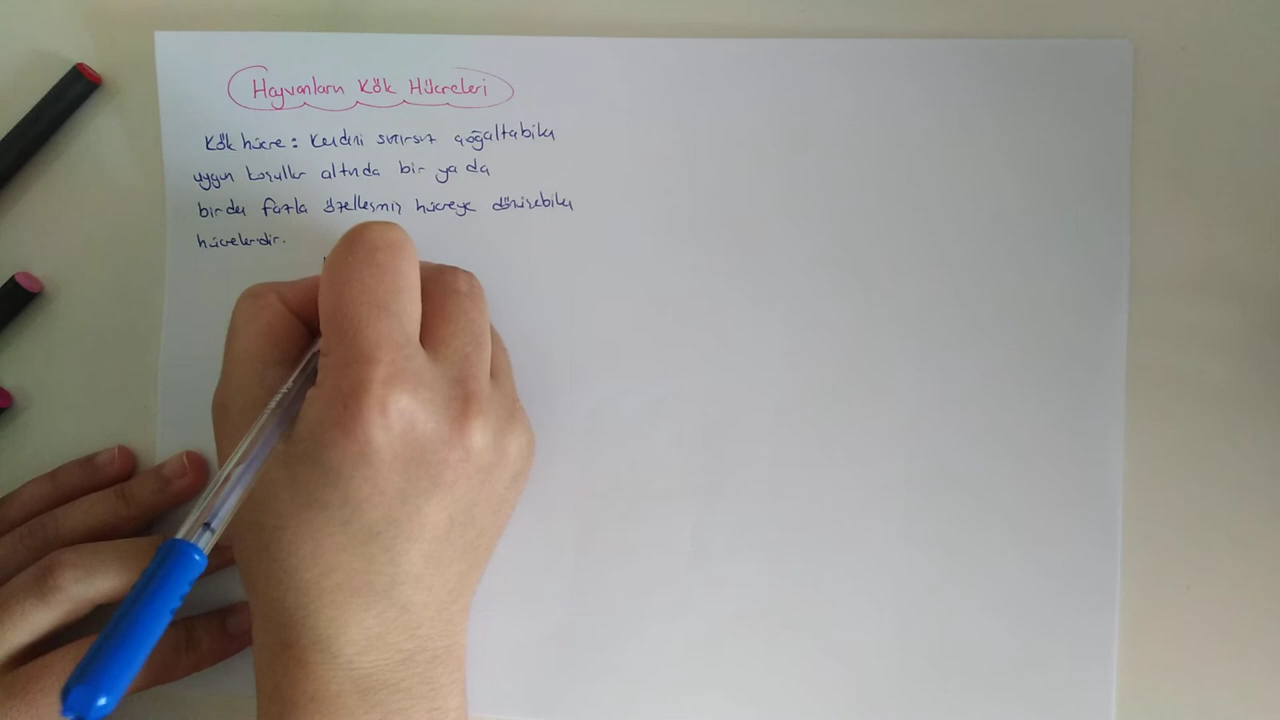 Hayvanların Kök Hücreleri
Kök hücre: Kendini sınırsız çoğaltabilen
uygun koşullar altında bir ya da
birden fazla özelleşmiş hücreye dönüşebilen
hücrelerdir.